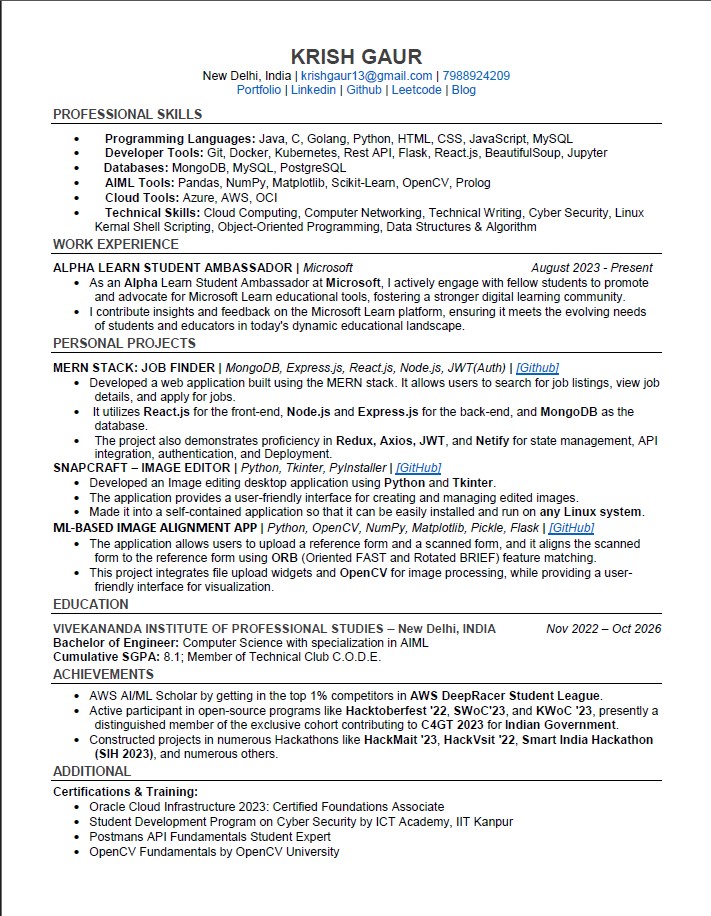 KRISH GAUR
New Delhi, India | krishgaur13@gmail.com | 7988924209
Portfolio | Linkedin | Github | Leetcode | Blog
PROFESSIONAL SKILLS
• Programming Languages: Java, C, Golang, Python, HTML, CSS, JavaScript, MySQL
• Developer Tools: Git, Docker, Kubernetes, Rest API, Flask, React.js, BeautifulSoup, Jupyter
• Databases: MongoDB, MySQL, PostgreSQL
• AIML Tools: Pandas, NumPy, Matplotlib, Scikit-Learn, OpenCV, Prolog
• Cloud Tools: Azure, AWS, OCI
• Technical Skills: Cloud Computing, Computer Networking, Technical Writing, Cyber Security, Linux
Kernal Shell Scripting, Object-Oriented Programming, Data Structures & Algorithm
WORK EXPERIENCE
ALPHA LEARN STUDENT AMBASSADOR | Microsoft August 2023 - Present
• As an Alpha Learn Student Ambassador at Microsoft, I actively engage with fellow students to promote
and advocate for Microsoft Learn educational tools, fostering a stronger digital learning community.
• I contribute insights and feedback on the Microsoft Learn platform, ensuring it meets the evolving needs
of students and educators in today's dynamic educational landscape.
PERSONAL PROJECTS
MERN STACK: JOB FINDER | MongoDB, Express.js, React.js, Node.js, JWT(Auth) | [Github]
• Developed a web application built using the MERN stack. It allows users to search for job listings, view job
details, and apply for jobs.
• It utilizes React.js for the front-end, Node.js and Express.js for the back-end, and MongoDB as the
database.
• The project also demonstrates proficiency in Redux, Axios, JWT, and Netify for state management, API
integration, authentication, and Deployment.
SNAPCRAFT – IMAGE EDITOR | Python, Tkinter, PyInstaller | [GitHub]
• Developed an Image editing desktop application using Python and Tkinter.
• The application provides a user-friendly interface for creating and managing edited images.
• Made it into a self-contained application so that it can be easily installed and run on any Linux system.
ML-BASED IMAGE ALIGNMENT APP | Python, OpenCV, NumPy, Matplotlib, Pickle, Flask | [GitHub]
• The application allows users to upload a reference form and a scanned form, and it aligns the scanned
form to the reference form using ORB (Oriented FAST and Rotated BRIEF) feature matching.
• This project integrates file upload widgets and OpenCV for image processing, while providing a user-
friendly interface for visualization.
EDUCATION
VIVEKANANDA INSTITUTE OF PROFESSIONAL STUDIES – New Delhi, INDIA Nov 2022 – Oct 2026
Bachelor of Engineer: Computer Science with specialization in AIML
Cumulative SGPA: 8.1; Member of Technical Club C.O.D.E.
ACHIEVEMENTS
• AWS AI/ML Scholar by getting in the top 1% competitors in AWS DeepRacer Student League.
• Active participant in open-source programs like Hacktoberfest '22, SWoC'23, and KWoC '23, presently a
distinguished member of the exclusive cohort contributing to C4GT 2023 for Indian Government.
• Constructed projects in numerous Hackathons like HackMait '23, HackVsit '22, Smart India Hackathon
(SIH 2023), and numerous others.
ADDITIONAL
Certifications & Training:
• Oracle Cloud Infrastructure 2023: Certified Foundations Associate
• Student Development Program on Cyber Security by ICT Academy, IIT Kanpur
• Postmans API Fundamentals Student Expert
• OpenCV Fundamentals by OpenCV University